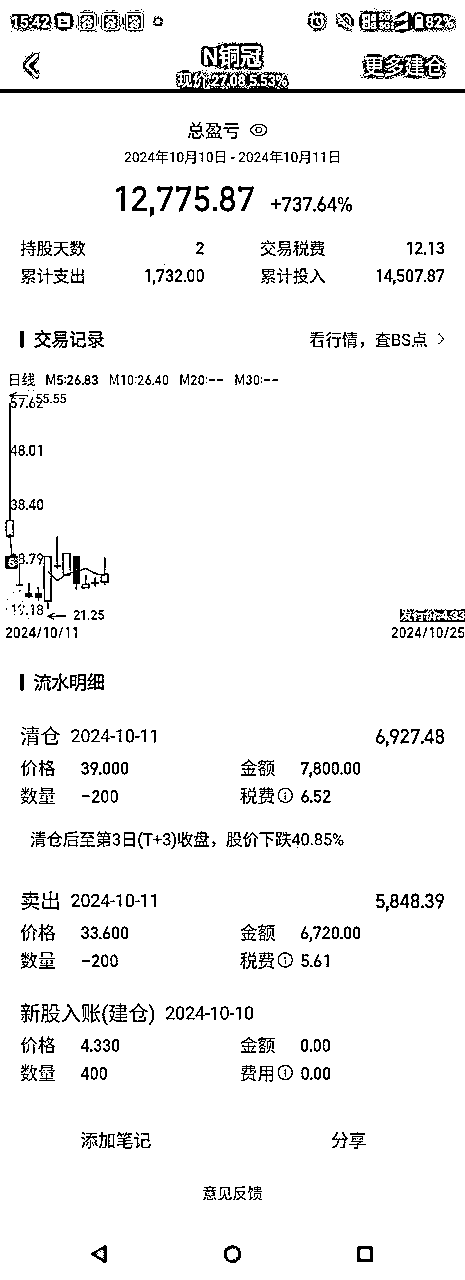 15:42 82%
N铜冠
现价:27.08 5.53%
更多建仓
总盈亏
2024年10月10日 - 2024年10月11日
12,775.87 +737.64%
持股天数 2 交易税费 12.13
累计支出 1,732.00 累计投入 14,507.87
交易记录 看行情，查BS点
日线 M5:26.83 M10:26.40 M20:-- M30:--
57.62 55.55
48.01
38.40
28.79
S
19.18 21.25
2024/10/11 2024/10/25
流水明细
清仓 2024-10-11 6,927.48
价格 39.000 金额 7,800.00
数量 -200 税费 6.52
清仓后至第3日(T+3)收盘，股价下跌40.85%
卖出 2024-10-11 5,848.39
价格 33.600 金额 6,720.00
数量 -200 税费 5.61
新股入账(建仓) 2024-10-10
价格 4.330 金额 0.00
数量 400 费用 0.00
添加笔记 分享
意见反馈